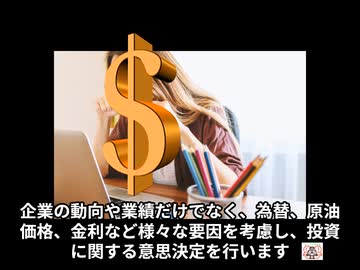 企業の動向や業績だけでなく、為替、原油
価格、金利など様々な要因を考慮し、投資
に関する意思決定を行います